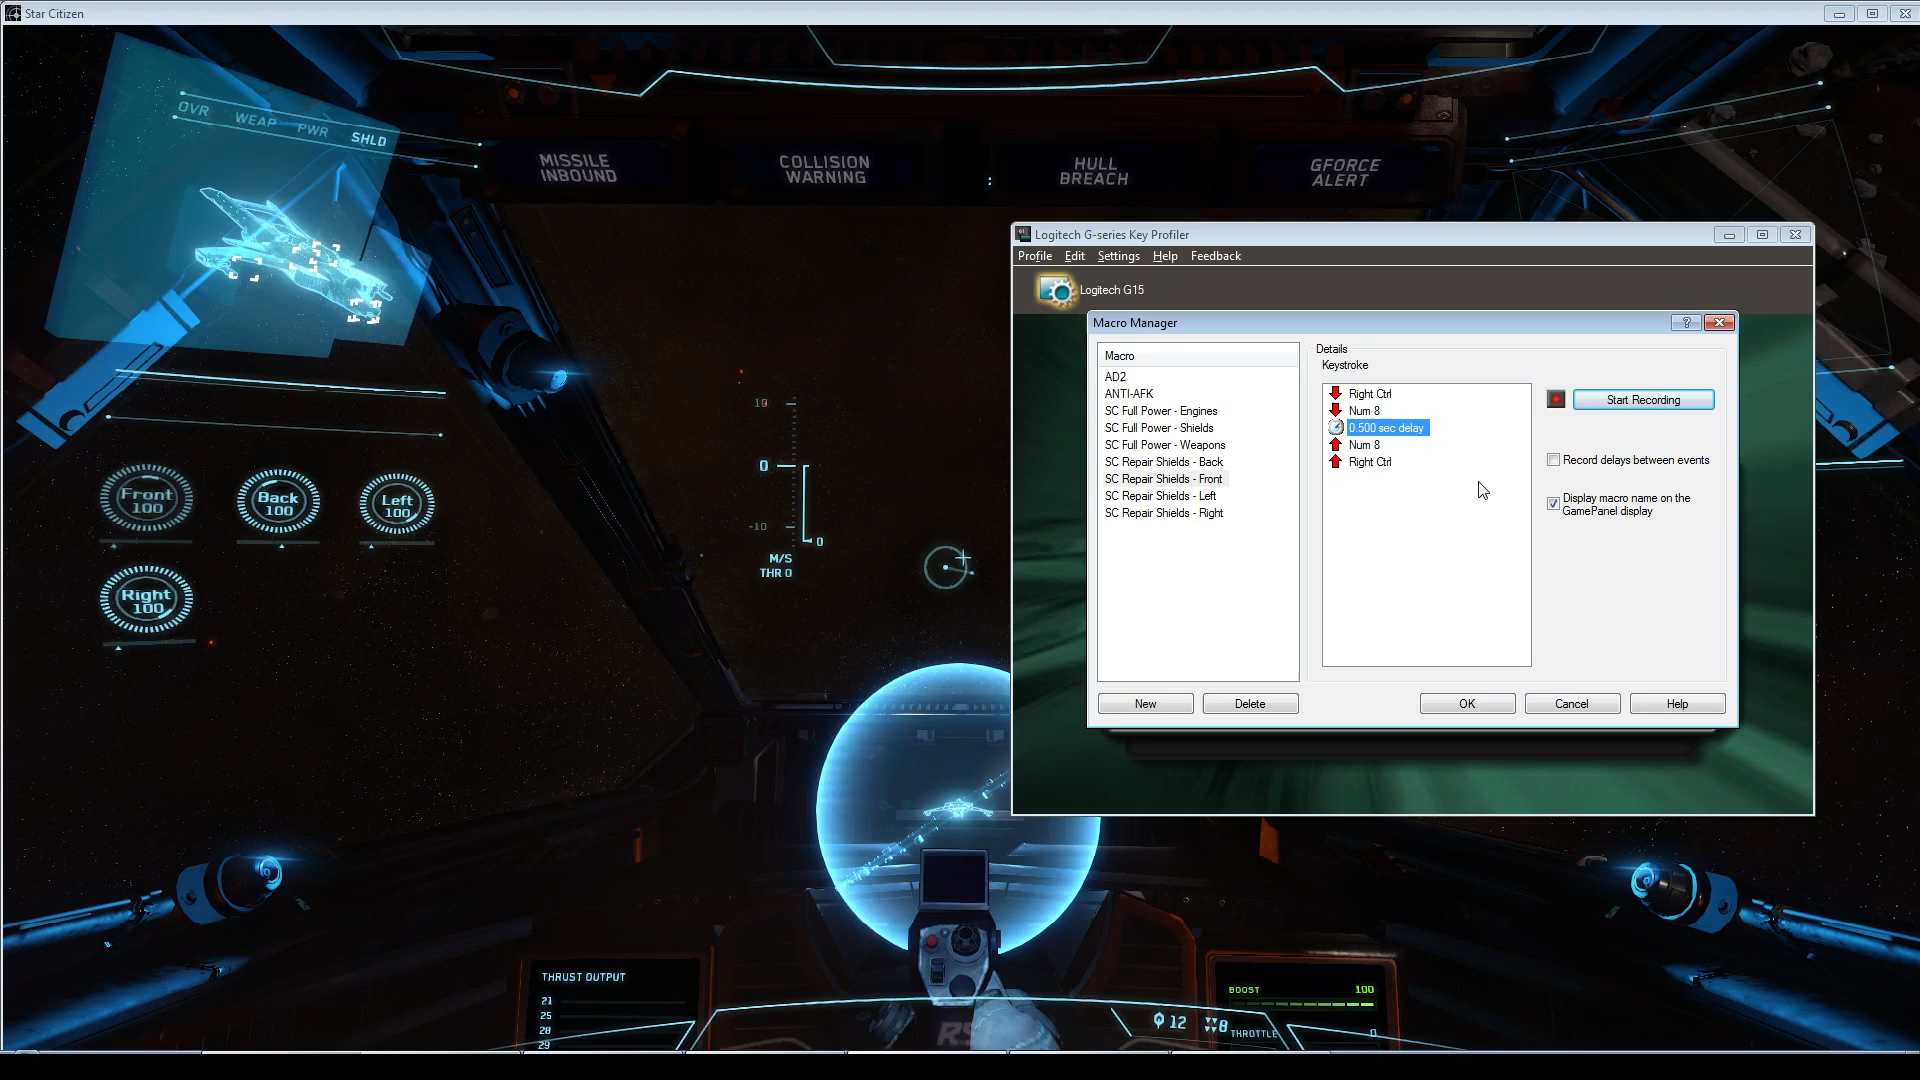 Star Citizen
OVR WEAP PWR SHLD
MISSILE INBOUND
COLLISION WARNING
HULL BREACH
GFORCE ALERT
Logitech G-series Key Profiler
Profile Edit Settings Help Feedback
Logitech G15
Macro Manager
Macro
AD2
ANTI-AFK
SC Full Power - Engines
SC Full Power - Shields
SC Full Power - Weapons
SC Repair Shields - Back
SC Repair Shields - Front
SC Repair Shields - Left
SC Repair Shields - Right
Details
Keystroke
Right Ctrl
Num 8
0.500 sec delay
Num 8
Right Ctrl
Start Recording
Record delays between events
Display macro name on the
GamePanel display
New Delete OK Cancel Help
10
0
-10
0
M/S
THR 0
Front
100
Back
100
Left
100
Right
100
THRUST OUTPUT
21
25
28
29
BOOST 100
12
8
THROTTLE 0